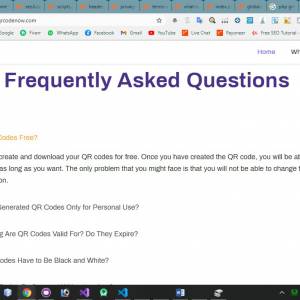 qrcodenow.com
Fiverr WhatsApp Facebook Gmail YouTube Live Chat Payoneer Free SEO Tutorial -
Home
Frequently Asked Questions
Codes Free?
create and download your QR codes for free. Once you have created the QR code, you will be
as long as you want. The only problem that you might face is that you will not be able to change
on.
Generated QR Codes Only for Personal Use?
g Are QR Codes Valid For? Do They Expire?
odes Have to Be Black and White?